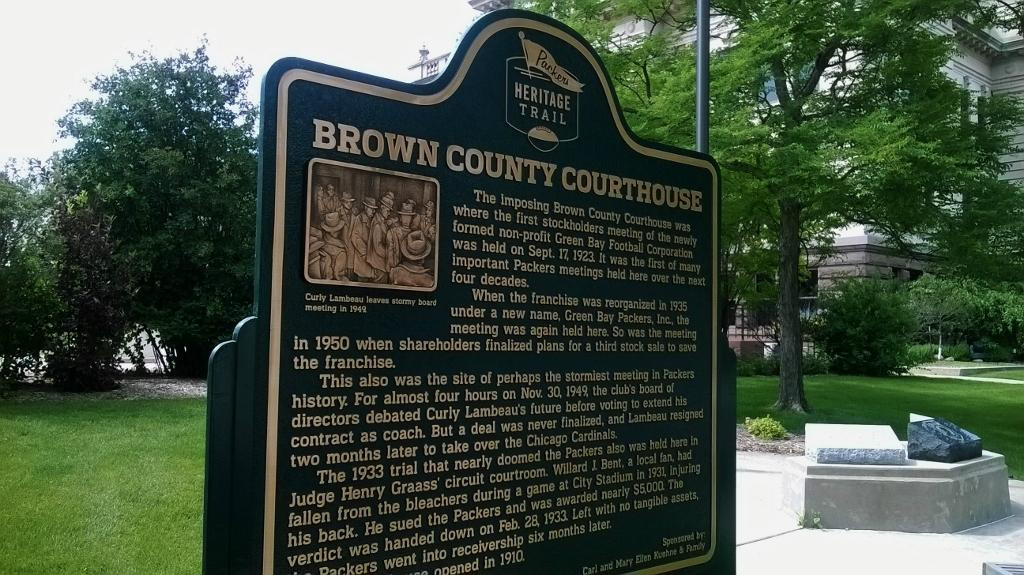 Packers
HERITAGE
TRAIL
BROWN COUNTY COURTHOUSE
The imposing Brown County Courthouse was
where the first stockholders meeting of the newly
formed non-profit Green Bay Football Corporation
was held on Sept. 17, 1923. It was the first of many
important Packers meetings held here over the next
four decades.
Curly Lambeau leaves stormy board
meeting in 1949.
When the franchise was reorganized in 1935
under a new name, Green Bay Packers, Inc., the
meeting was again held here. So was the meeting
in 1950 when shareholders finalized plans for a third stock sale to save
the franchise.
This also was the site of perhaps the stormiest meeting in Packers
history. For almost four hours on Nov. 30, 1949, the club's board of
directors debated Curly Lambeau's future before voting to extend his
contract as coach. But a deal was never finalized, and Lambeau resigned
two months later to take over the Chicago Cardinals.
The 1933 trial that nearly doomed the Packers also was held here in
Judge Henry Graass' circuit courtroom. Willard J. Bent, a local fan, had
fallen from the bleachers during a game at City Stadium in 1931, injuring
his back. He sued the Packers and was awarded nearly $5,000. The
verdict was handed down on Feb. 28, 1933. Left with no tangible assets,
Packers went into receivership six months later.
opened in 1910.
Sponsored by:
Carl and Mary Ellen Kuehne & Family